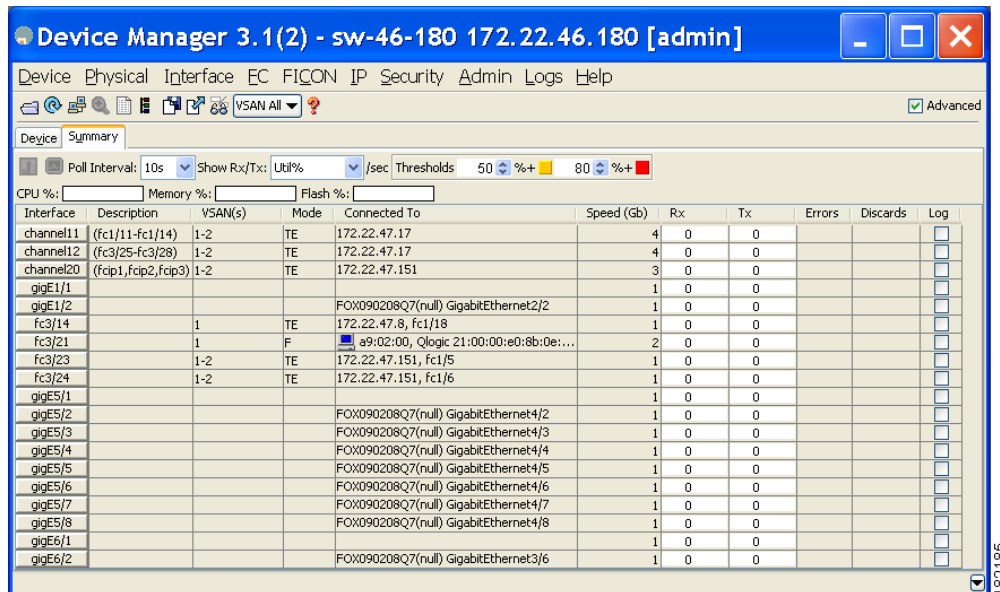 Device Manager 3.1(2) - sw-46-180 172.22.46.180 [admin]
Device Physical Interface FC FICON IP Security Admin Logs Help
VSAN All Advanced
Device Summary
Poll Interval: 10s Show Rx/Tx: Util% /sec Thresholds 50 %+ 80 %+
CPU %: Memory %: Flash %:
Interface Description VSAN(s) Mode Connected To Speed (Gb) Rx Tx Errors Discards Log
channel11 (fc1/11-fc1/14) 1-2 TE 172.22.47.17 4 0 0
channel12 (fc3/25-fc3/28) 1-2 TE 172.22.47.17 4 0 0
channel20 (fcip1,fcip2,fcip3) 1-2 TE 172.22.47.151 3 0 0
gigE1/1 1 0 0
gigE1/2 FOX090208Q7(null) GigabitEthernet2/2 1 0 0
fc3/14 1 TE 172.22.47.8, fc1/18 1 0 0
fc3/21 1 F a9:02:00, Qlogic 21:00:00:e0:8b:0e:... 2 0 0
fc3/23 1-2 TE 172.22.47.151, fc1/5 1 0 0
fc3/24 1-2 TE 172.22.47.151, fc1/6 1 0 0
gigE5/1 1 0 0
gigE5/2 FOX090208Q7(null) GigabitEthernet4/2 1 0 0
gigE5/3 FOX090208Q7(null) GigabitEthernet4/3 1 0 0
gigE5/4 FOX090208Q7(null) GigabitEthernet4/4 1 0 0
gigE5/5 FOX090208Q7(null) GigabitEthernet4/5 1 0 0
gigE5/6 FOX090208Q7(null) GigabitEthernet4/6 1 0 0
gigE5/7 FOX090208Q7(null) GigabitEthernet4/7 1 0 0
gigE5/8 FOX090208Q7(null) GigabitEthernet4/8 1 0 0
gigE6/1 1 0 0
gigE6/2 FOX090208Q7(null) GigabitEthernet3/6 1 0 0